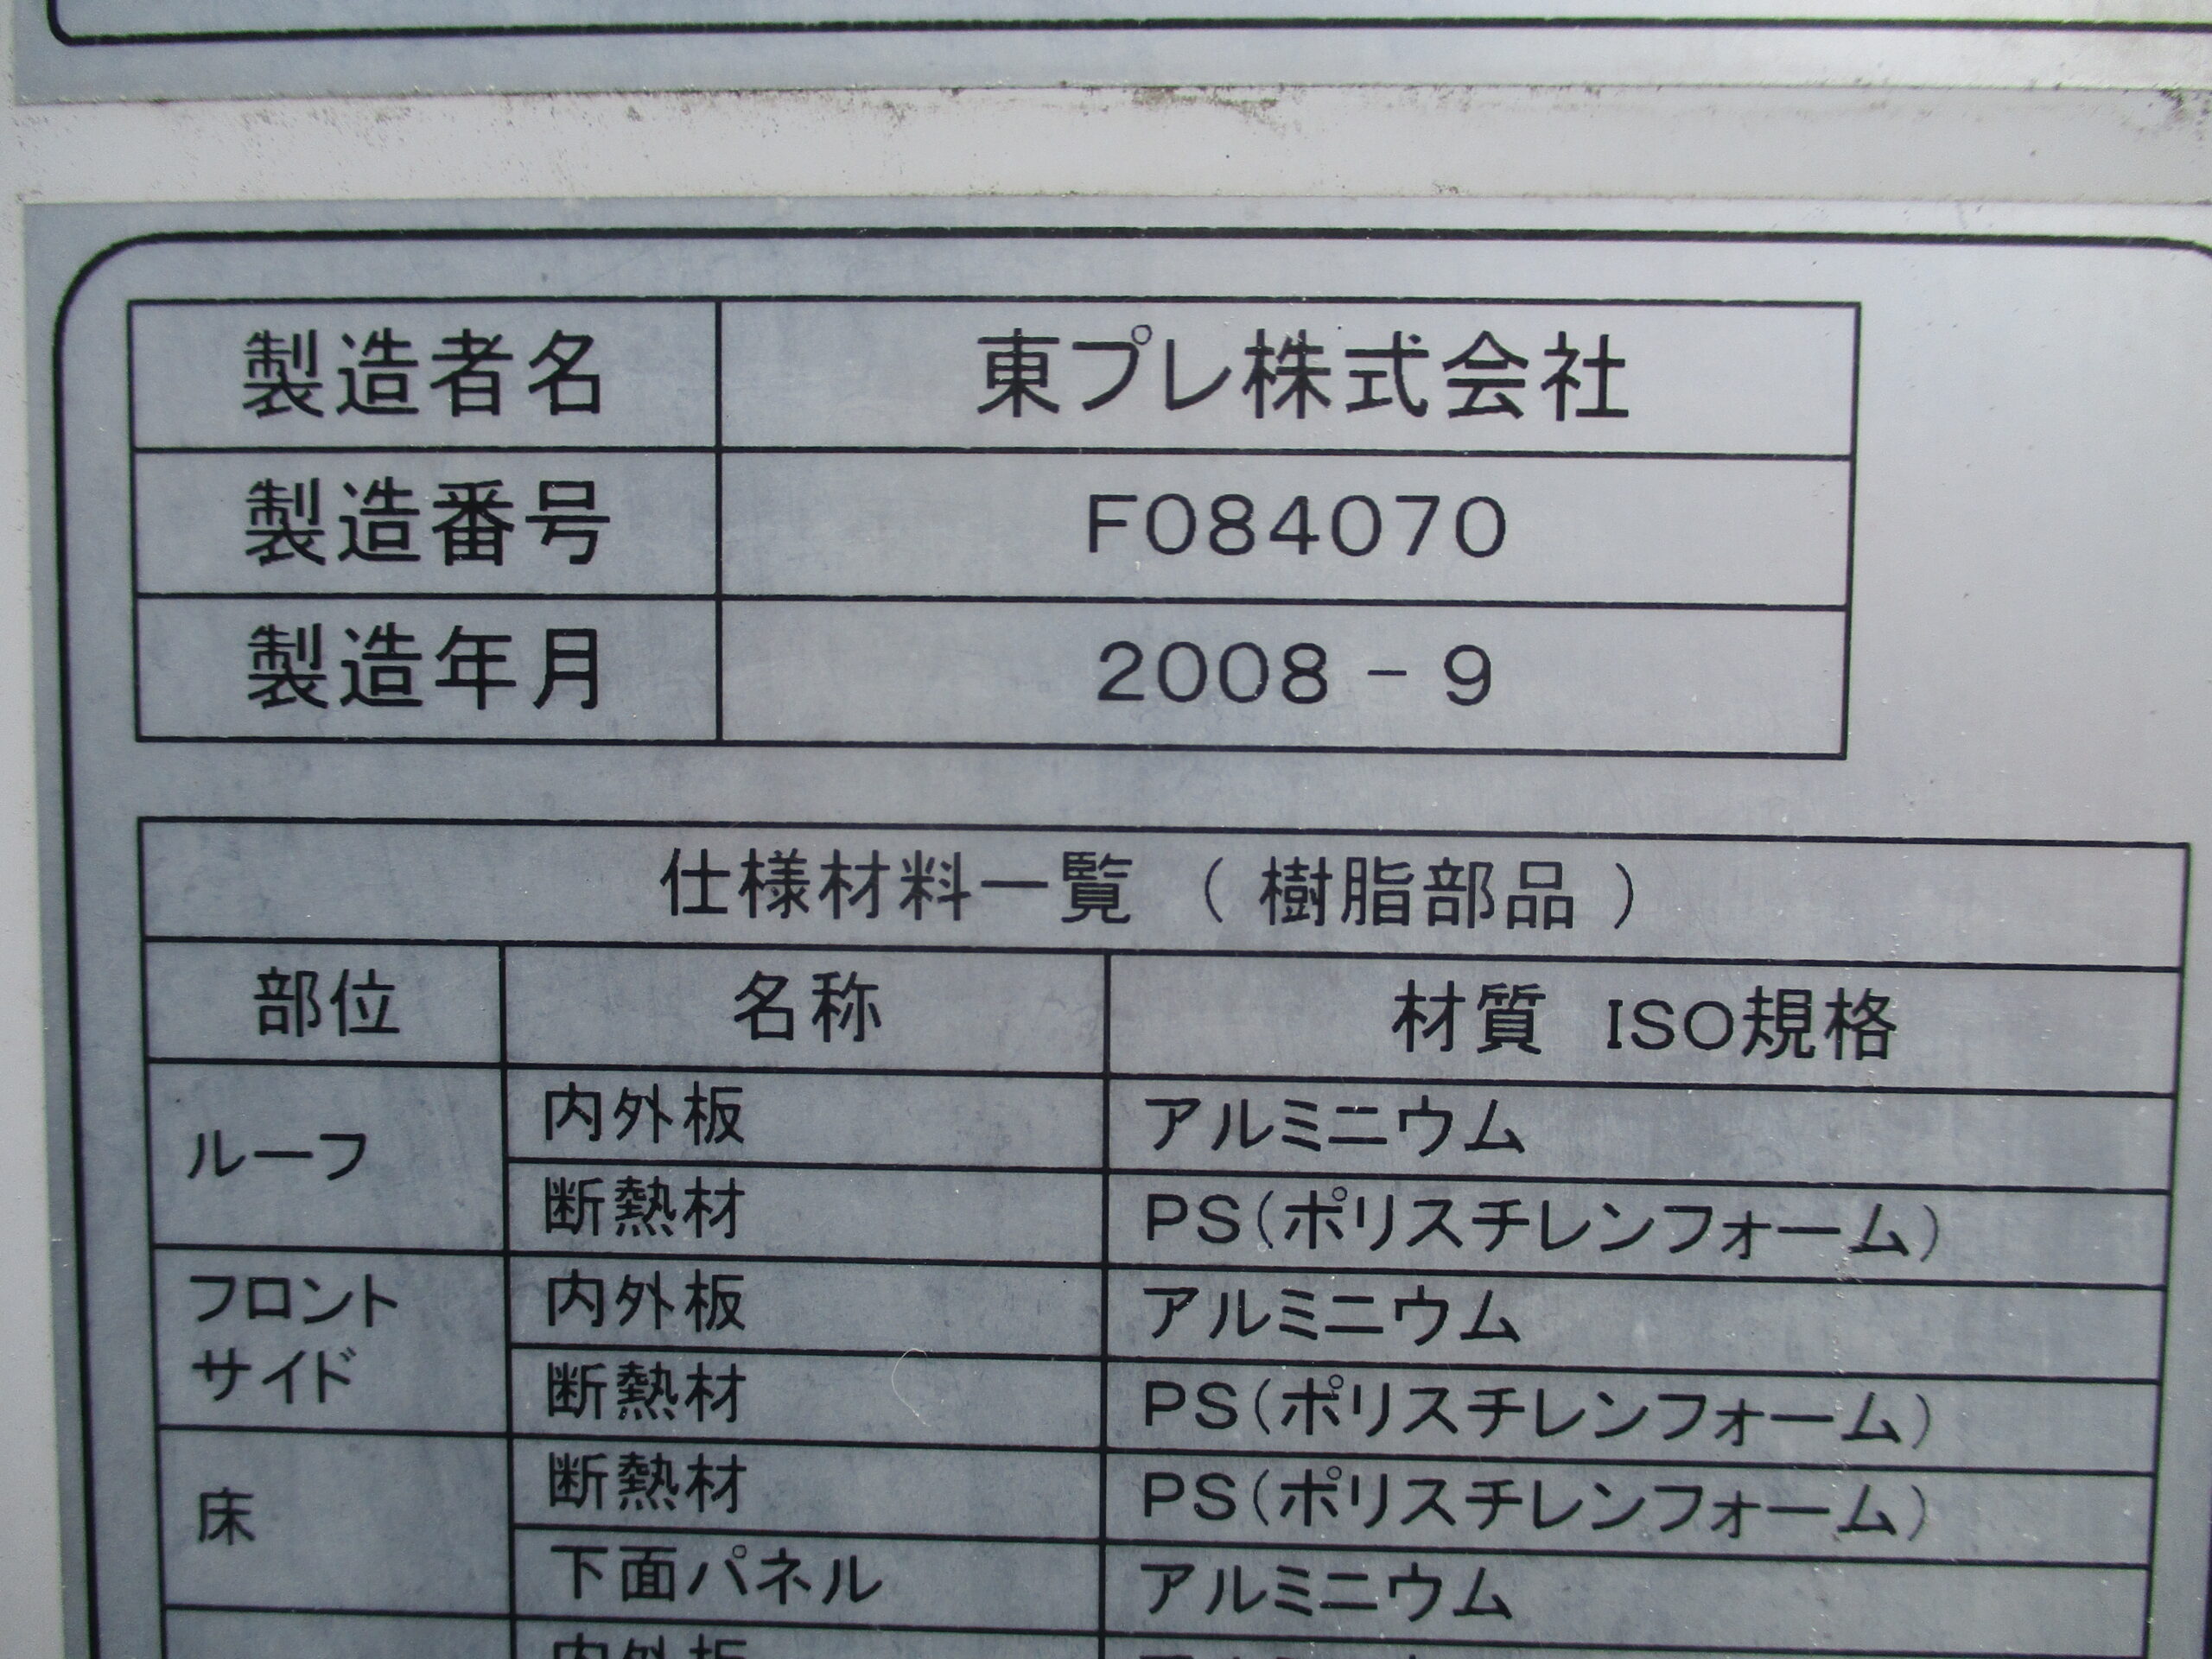 製造者名 東プレ株式会社
製造番号 F084070
製造年月 2008 - 9
仕様材料一覧 ( 樹脂部品 )
部位 名称 材質 ISO規格
ルーフ 内外板 アルミニウム
断熱材 PS(ポリスチレンフォーム)
フロント
サイド 内外板 アルミニウム
断熱材 PS(ポリスチレンフォーム)
床 断熱材 PS(ポリスチレンフォーム)
下面パネル アルミニウム
内外板